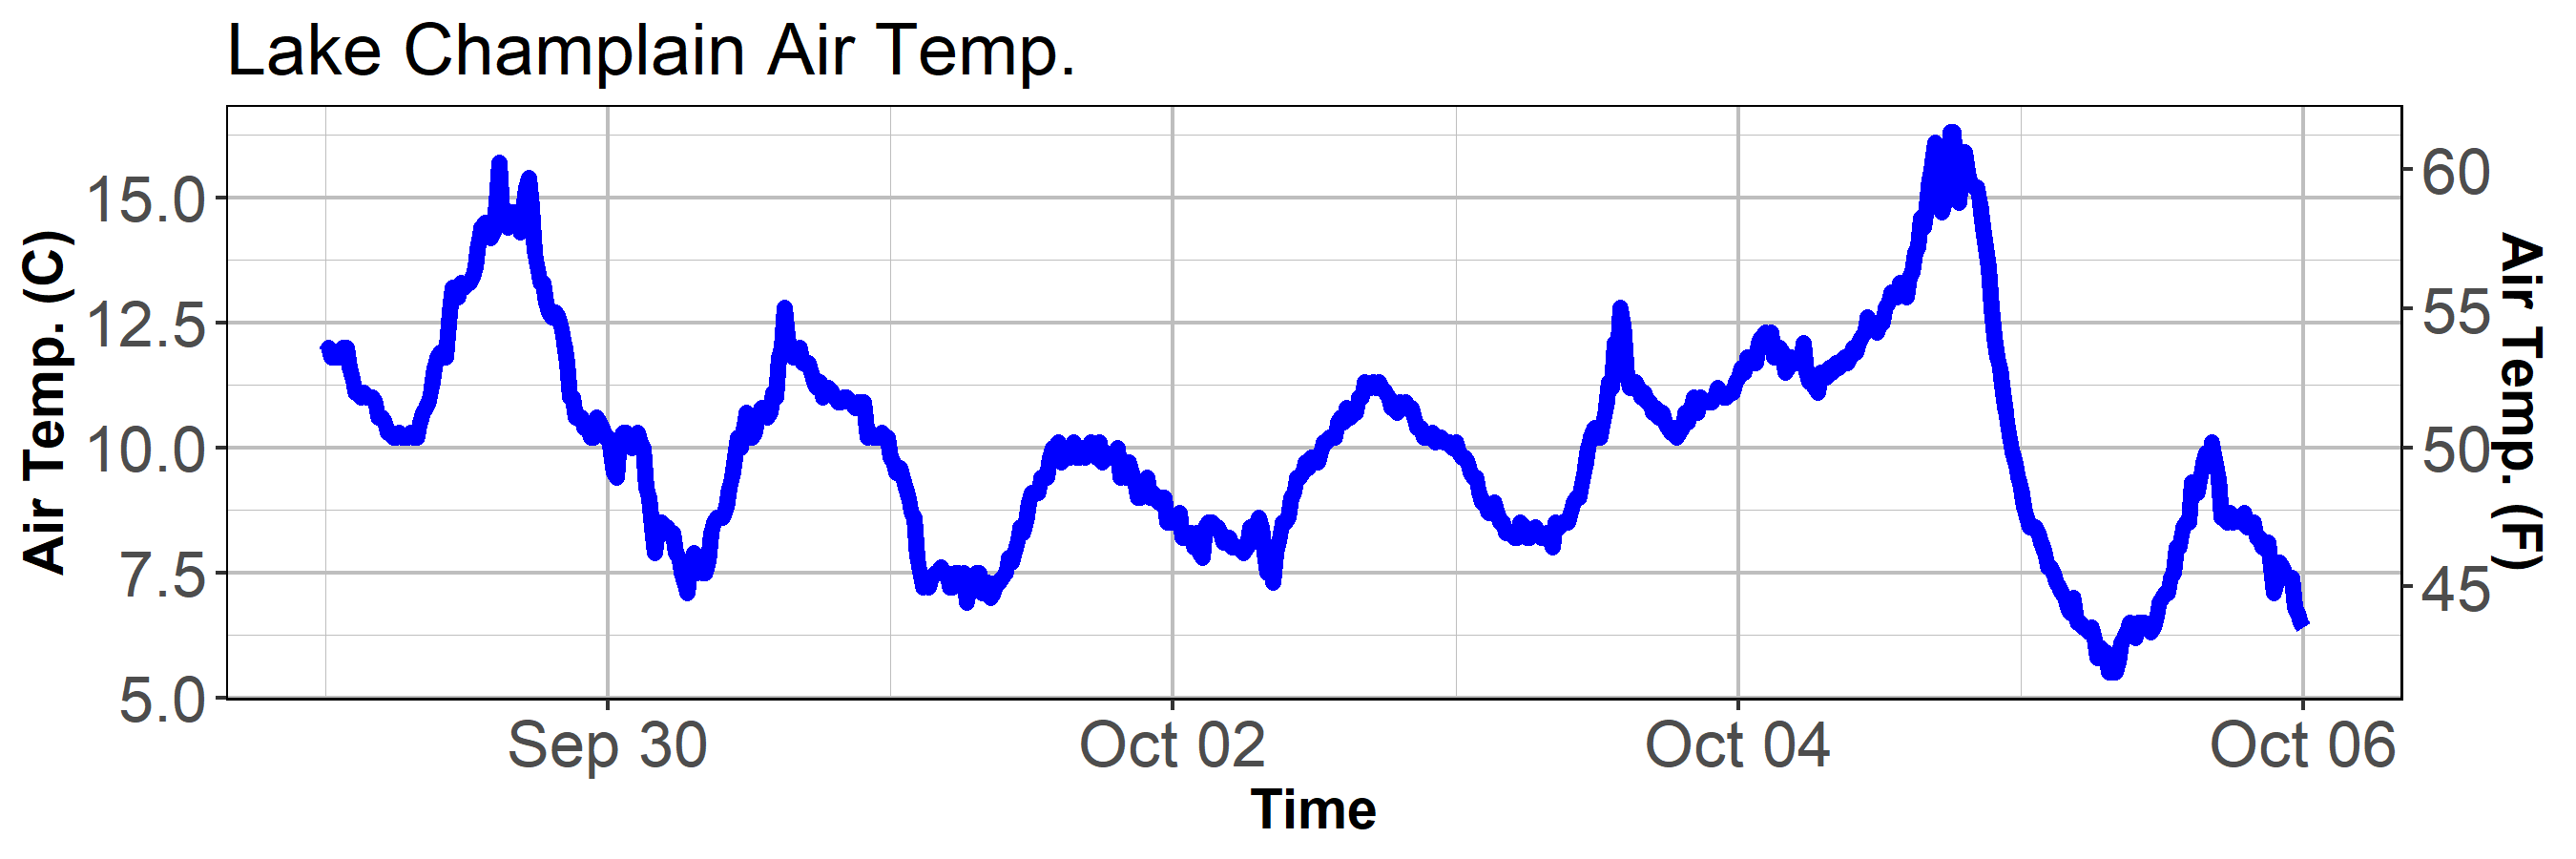 Lake Champlain Air Temp.
Air Temp. (C)
15.0
12.5
10.0
7.5
5.0
60
55
50
45
Air Temp. (F)
Sep 30
Oct 02
Oct 04
Oct 06
Time